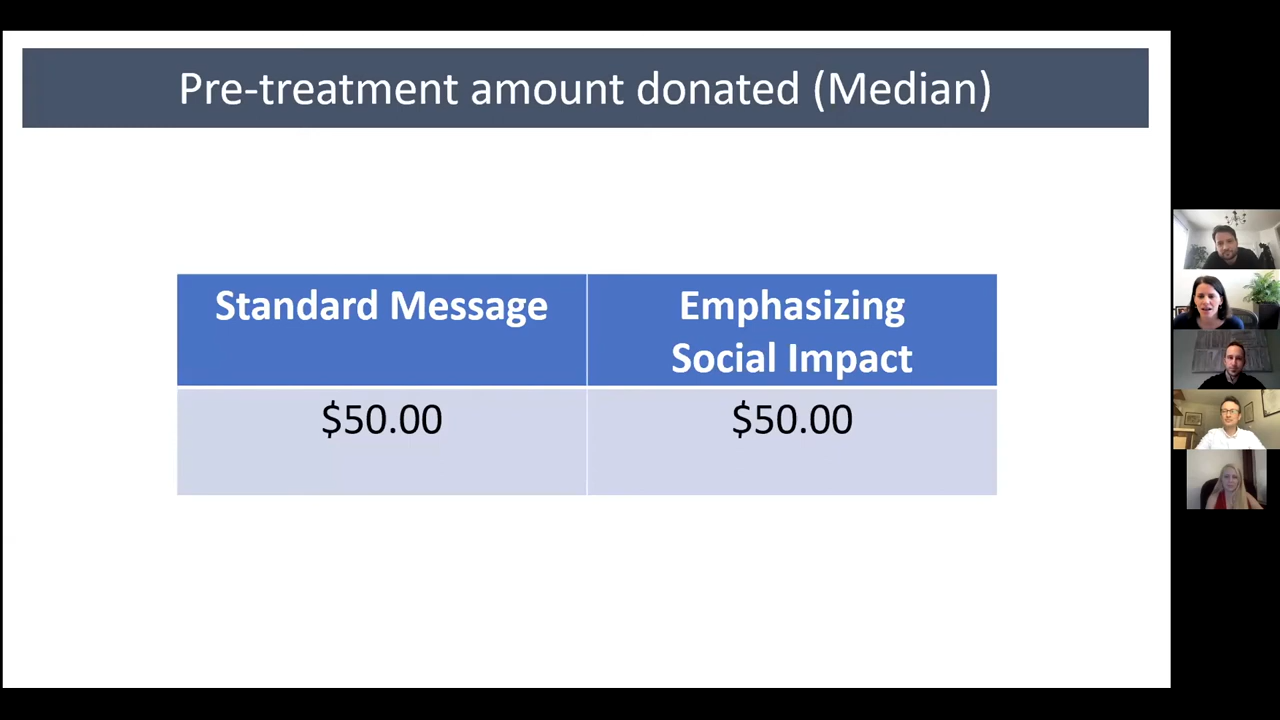 Pre-treatment amount donated (Median)
Standard Message
Emphasizing
Social Impact
$50.00
$50.00